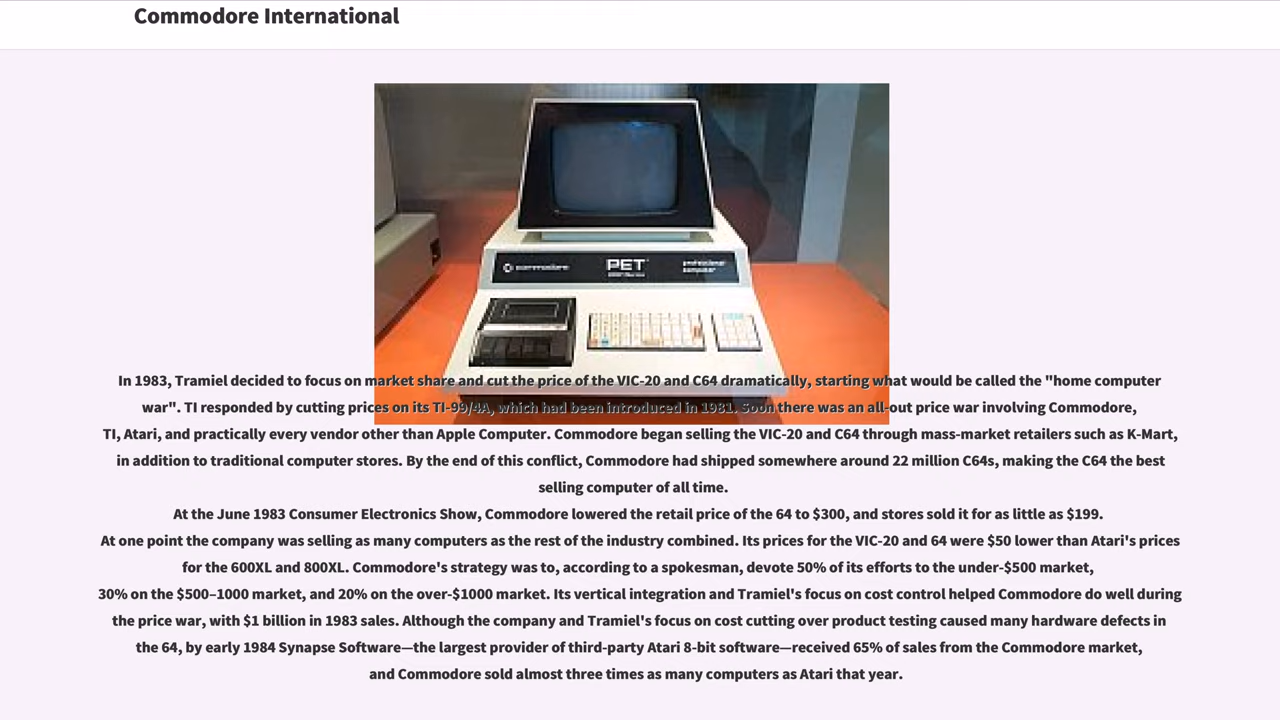 Commodore International
commodore
PET
professional
computer
In 1983, Tramiel decided to focus on market share and cut the price of the VIC-20 and C64 dramatically, starting what would be called the "home computer
war". TI responded by cutting prices on its TI-99/4A, which had been introduced in 1981. Soon there was an all-out price war involving Commodore,
TI, Atari, and practically every vendor other than Apple Computer. Commodore began selling the VIC-20 and C64 through mass-market retailers such as K-Mart,
in addition to traditional computer stores. By the end of this conflict, Commodore had shipped somewhere around 22 million C64s, making the C64 the best
selling computer of all time.
At the June 1983 Consumer Electronics Show, Commodore lowered the retail price of the 64 to $300, and stores sold it for as little as $199.
At one point the company was selling as many computers as the rest of the industry combined. Its prices for the VIC-20 and 64 were $50 lower than Atari's prices
for the 600XL and 800XL. Commodore's strategy was to, according to a spokesman, devote 50% of its efforts to the under-$500 market,
30% on the $500–1000 market, and 20% on the over-$1000 market. Its vertical integration and Tramiel's focus on cost control helped Commodore do well during
the price war, with $1 billion in 1983 sales. Although the company and Tramiel's focus on cost cutting over product testing caused many hardware defects in
the 64, by early 1984 Synapse Software—the largest provider of third-party Atari 8-bit software—received 65% of sales from the Commodore market,
and Commodore sold almost three times as many computers as Atari that year.